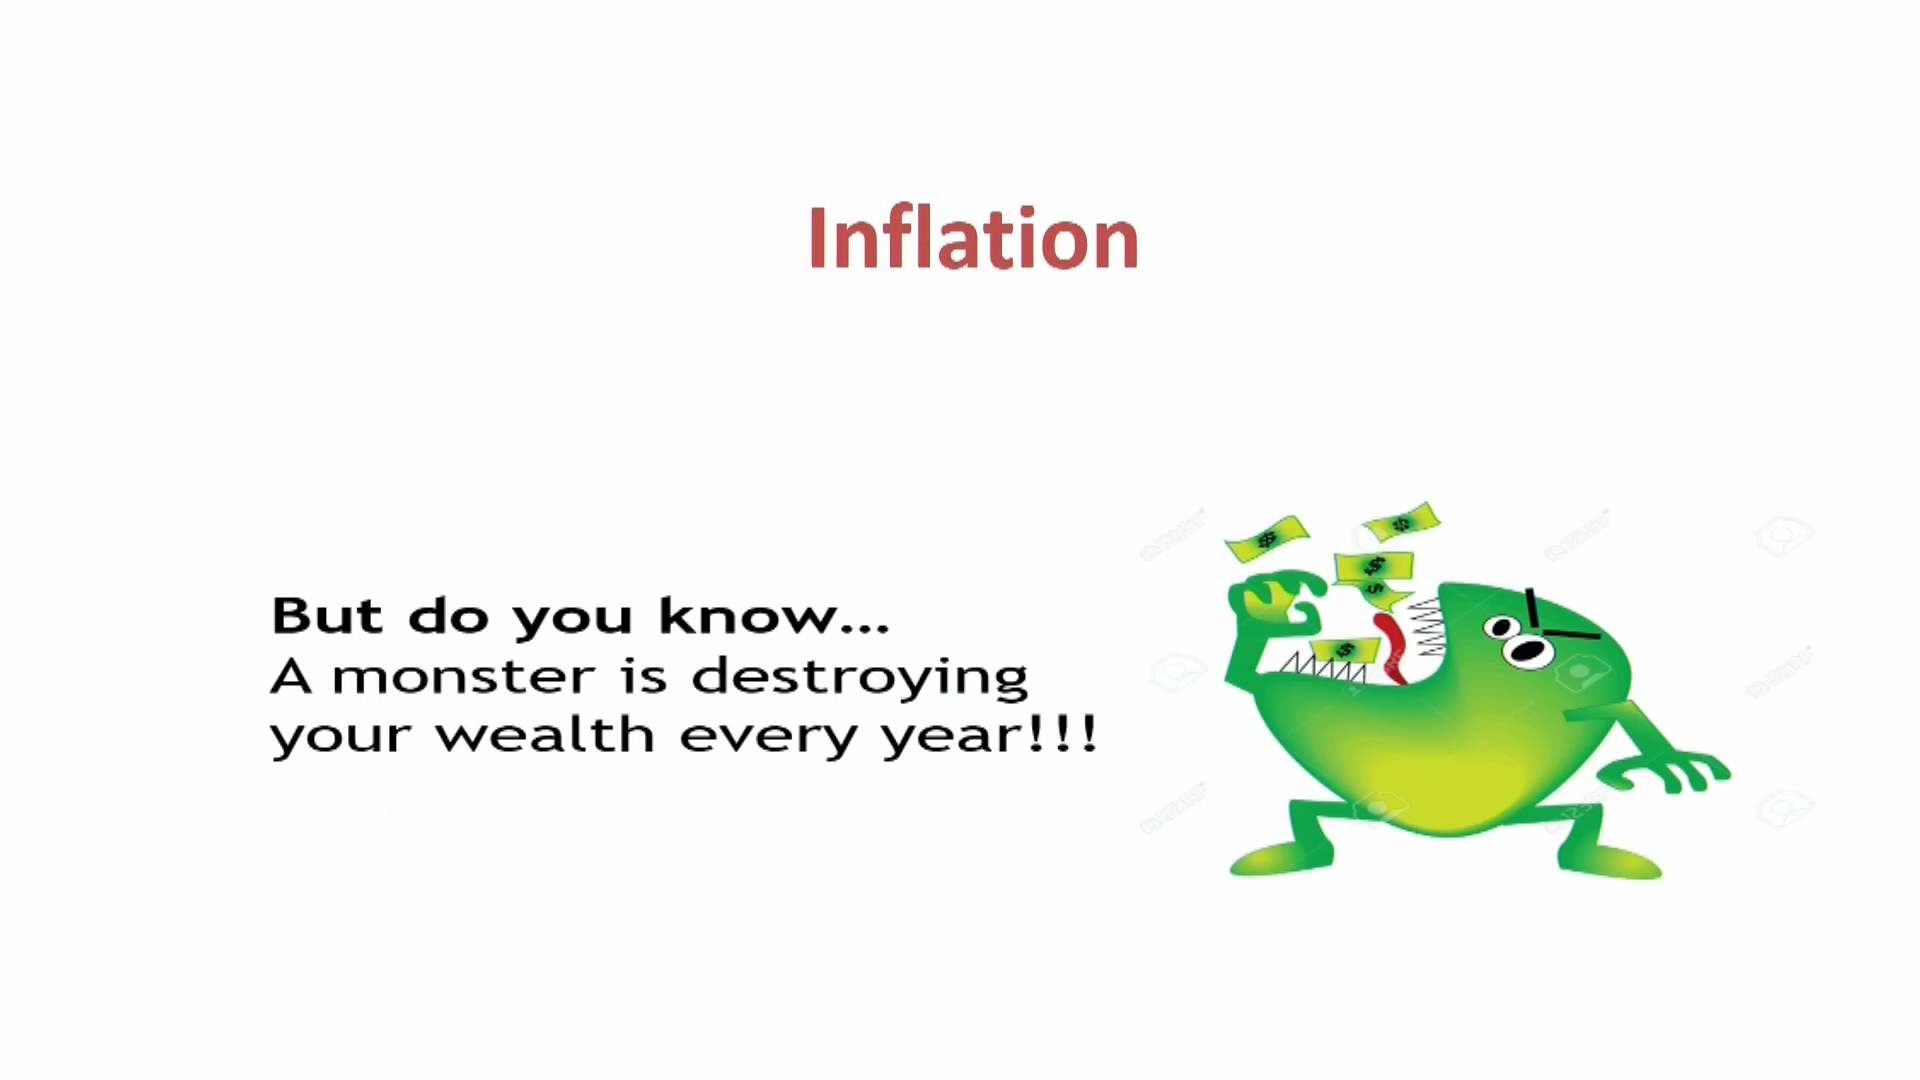 Inflation
But do you know...
A monster is destroying
your wealth every year!!!